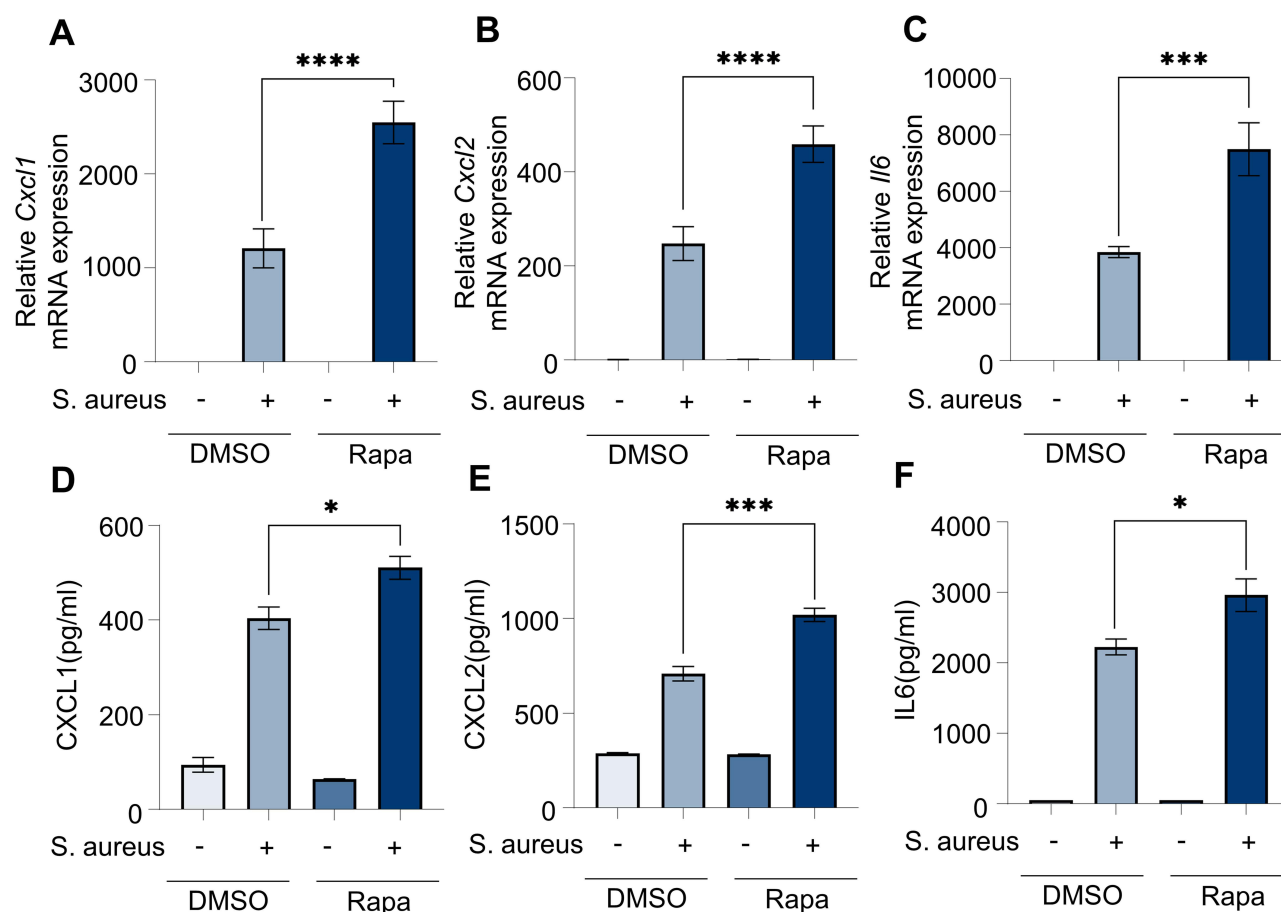 A
****
Relative Cxcl1
mRNA expression
3000
2000
1000
0
S. aureus - + - +
DMSO Rapa
B
****
Relative Cxcl2
mRNA expression
600
400
200
0
S. aureus - + - +
DMSO Rapa
C
***
Relative Il6
mRNA expression
10000
8000
6000
4000
2000
0
S. aureus - + - +
DMSO Rapa
D
*
CXCL1(pg/ml)
600
400
200
0
S. aureus - + - +
DMSO Rapa
E
***
CXCL2(pg/ml)
1500
1000
500
0
S. aureus - + - +
DMSO Rapa
F
*
IL6(pg/ml)
4000
3000
2000
1000
0
S. aureus - + - +
DMSO Rapa